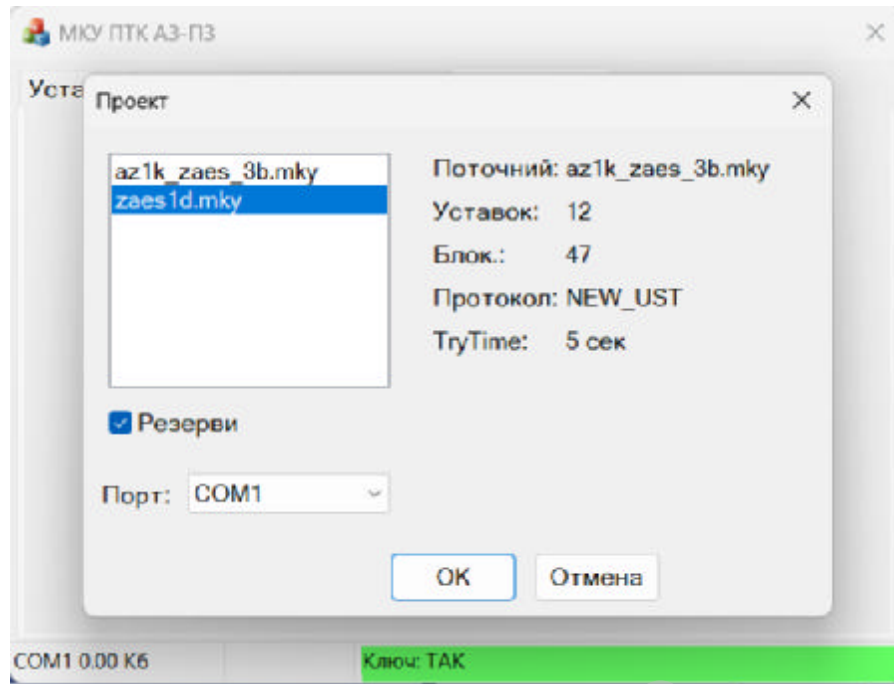 МКУ ПТК АЗ-ПЗ
Уста
Проект
az1k_zaes_3b.mky
zaes1d.mky
Поточний: az1k_zaes_3b.mky
Уставок: 12
Блок.: 47
Протокол: NEW_UST
TryTime: 5 сек
Резерви
Порт: COM1
ОК
Отмена
COM1 0.00 Кб
Ключ: ТАК